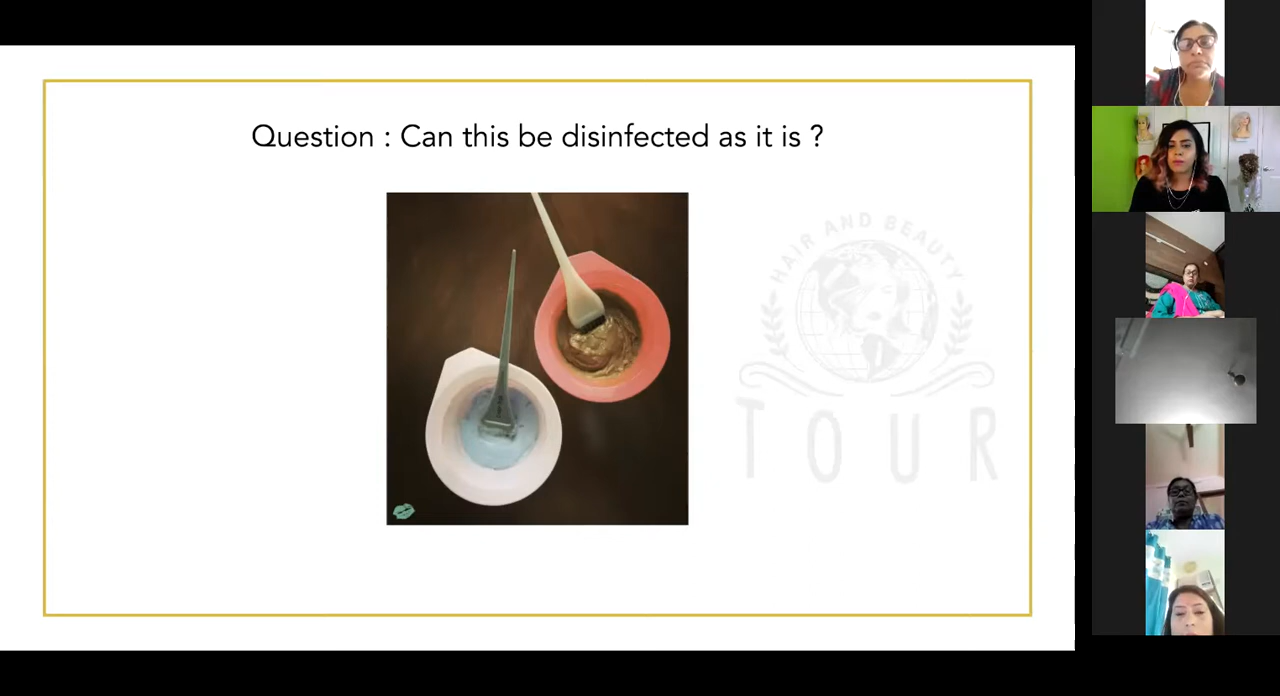 Question : Can this be disinfected as it is ?
HAIR AND BEAUTY
TOUR